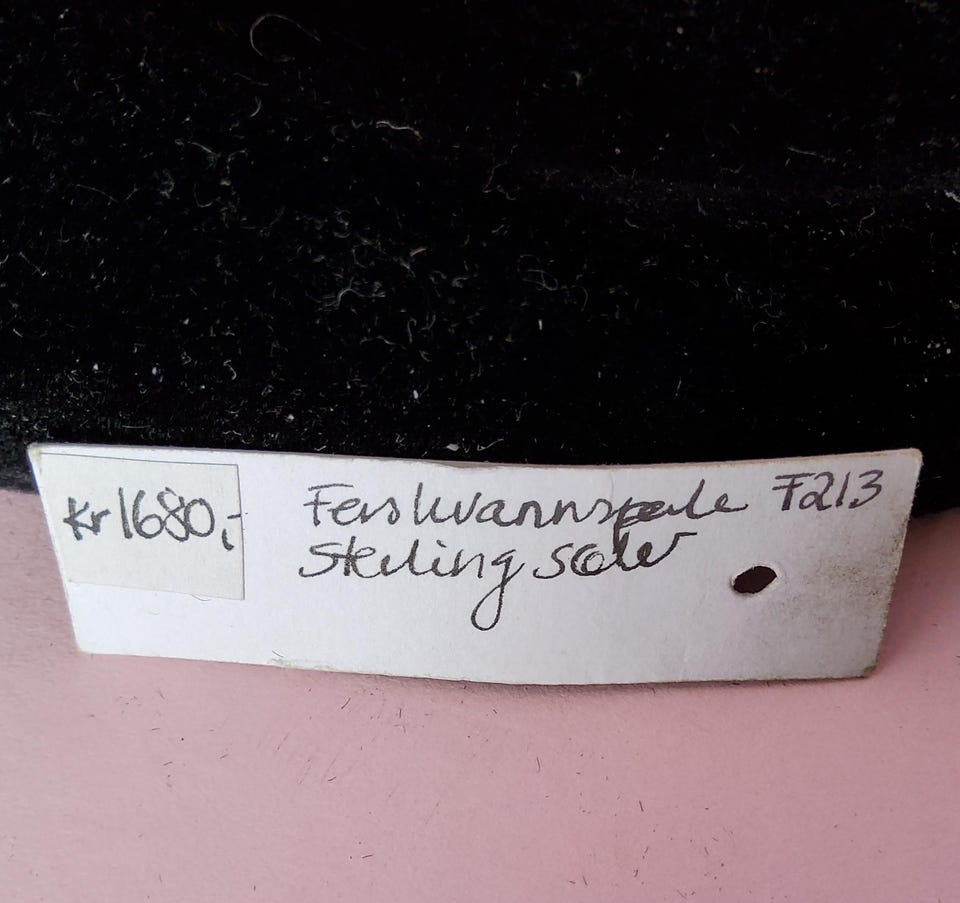 Kr 1680,- Ferskvannsperle F213
Sterling sølv